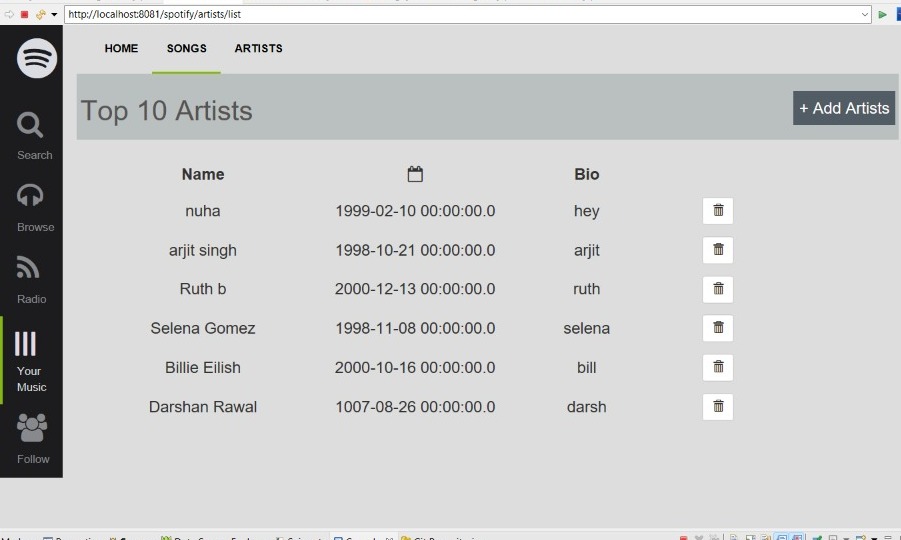 http://localhost:8081/spotify/artists/list
HOME SONGS ARTISTS
Top 10 Artists
+ Add Artists
Search
Browse
Radio
Your
Music
Follow
Name Bio
nuha 1999-02-10 00:00:00.0 hey
arjit singh 1998-10-21 00:00:00.0 arjit
Ruth b 2000-12-13 00:00:00.0 ruth
Selena Gomez 1998-11-08 00:00:00.0 selena
Billie Eilish 2000-10-16 00:00:00.0 bill
Darshan Rawal 1007-08-26 00:00:00.0 darsh